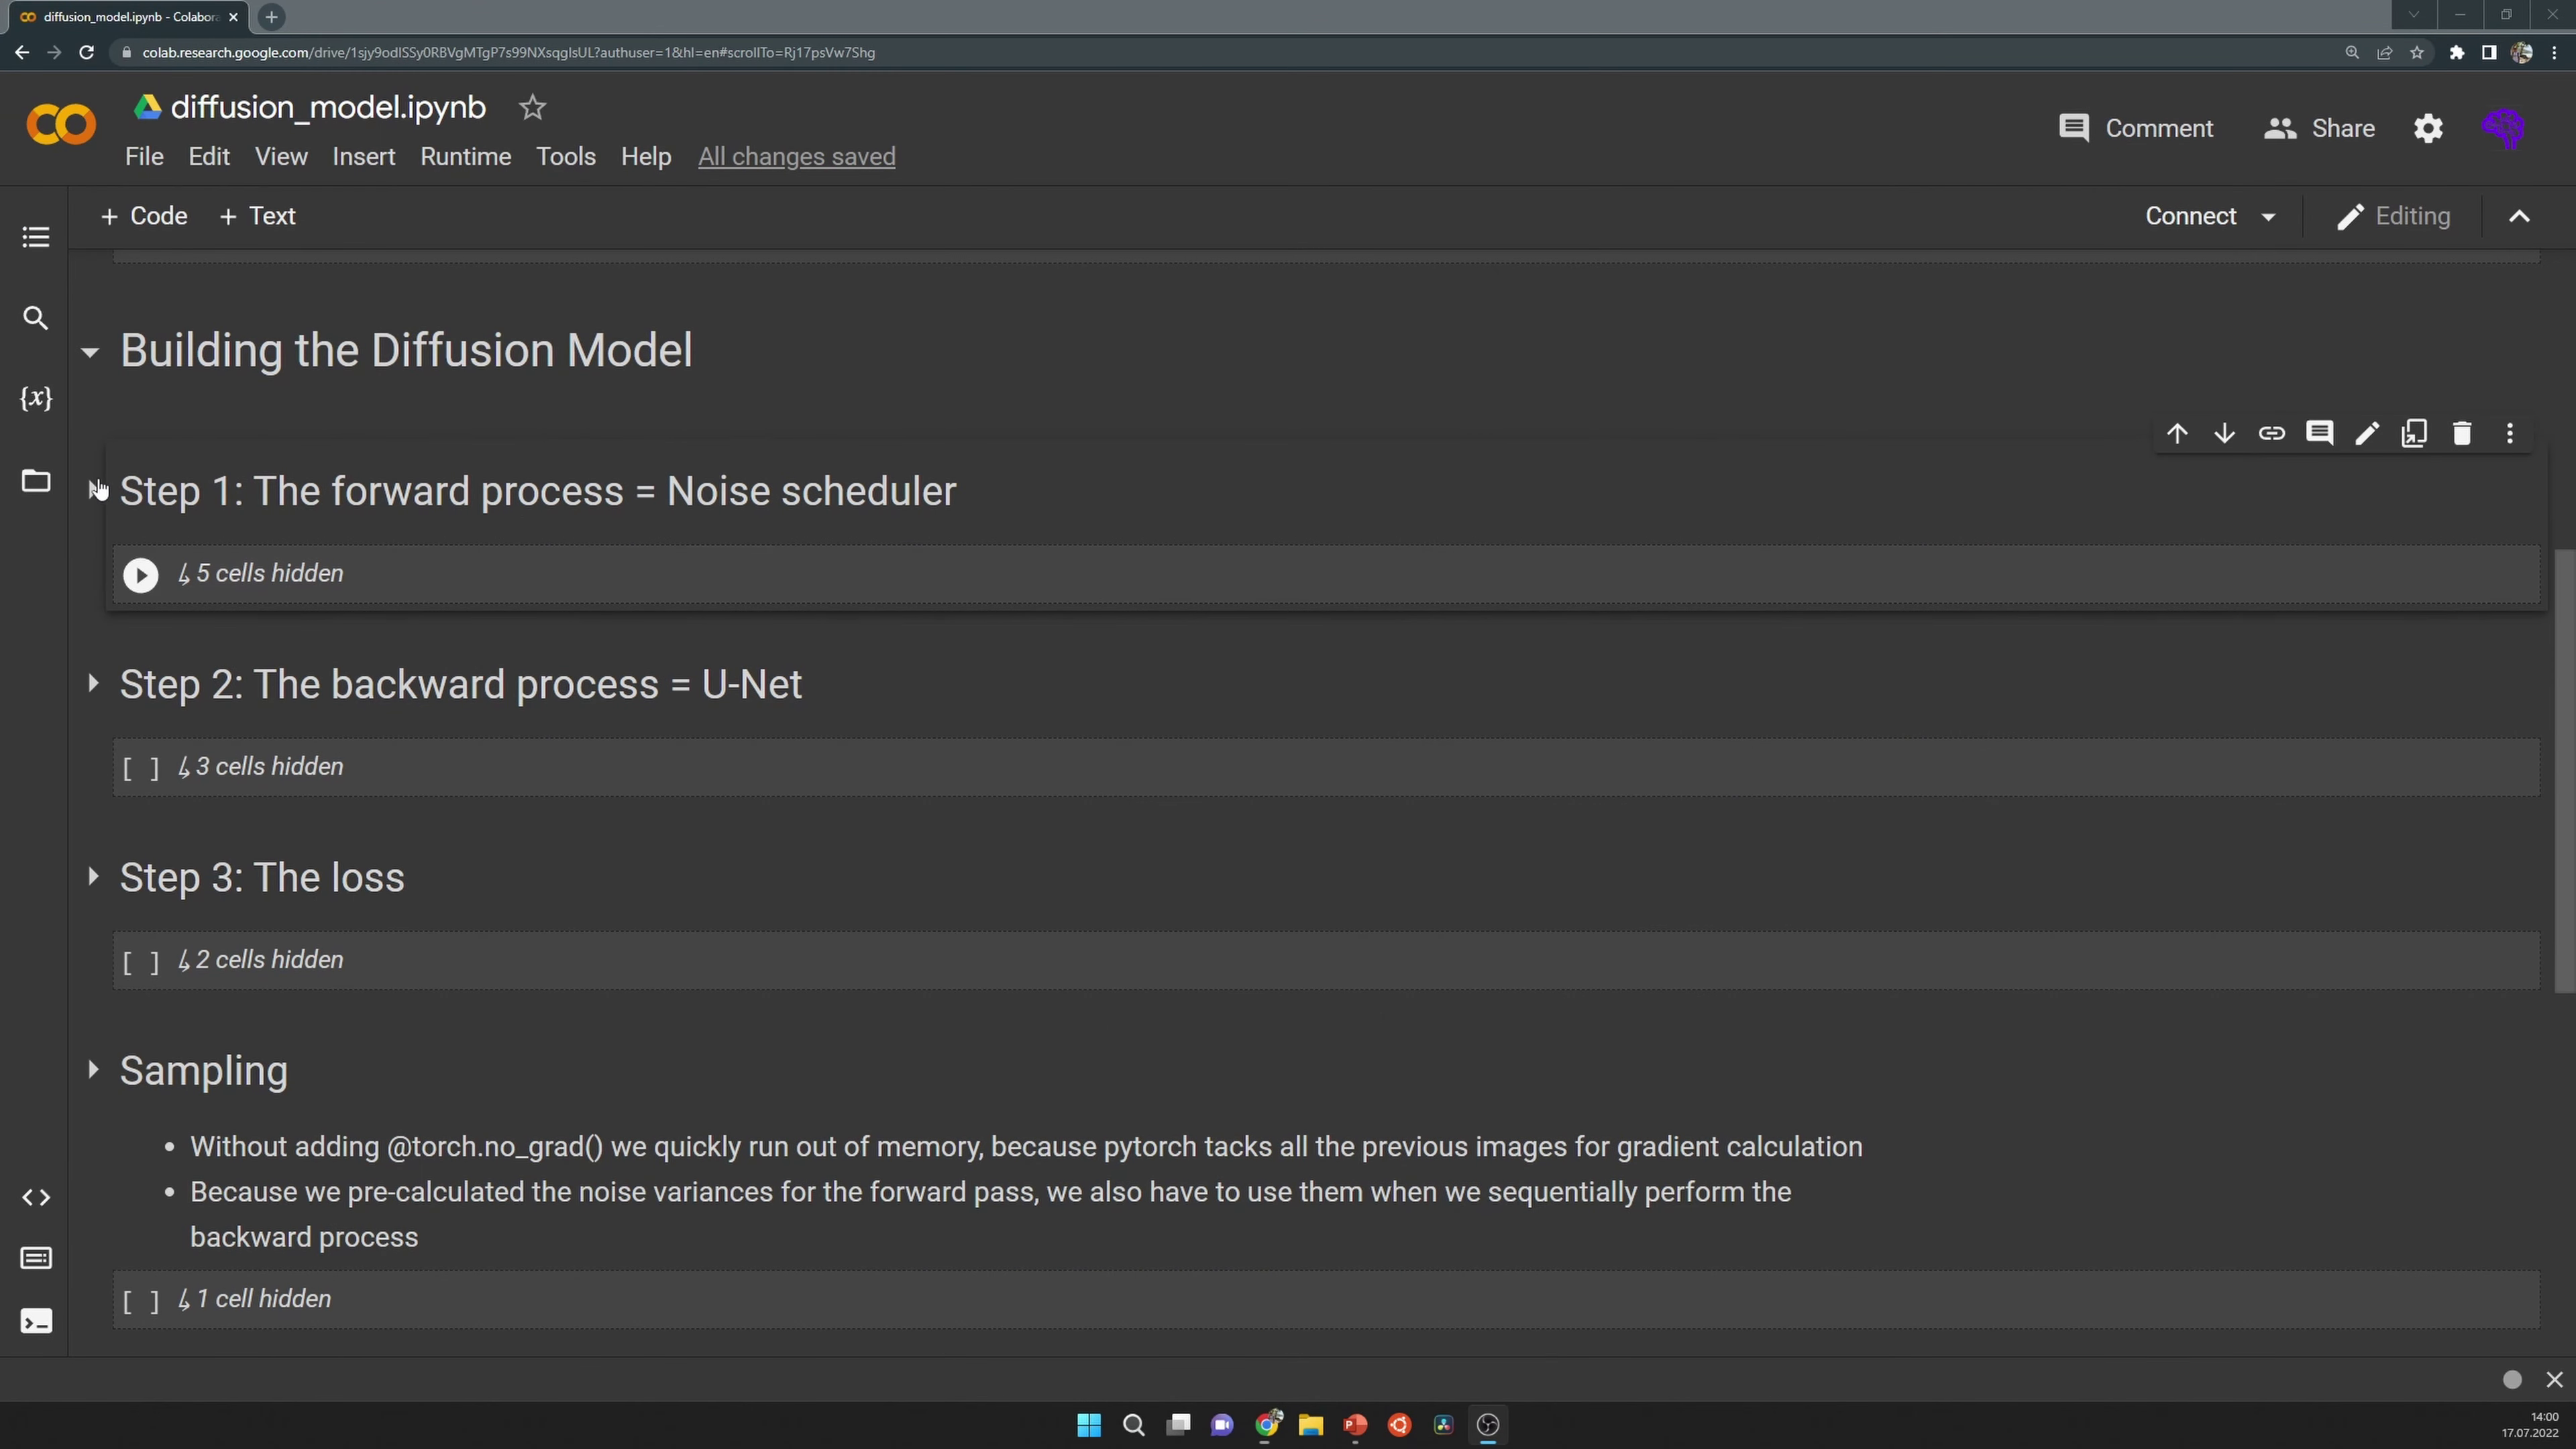 diffusion_model.ipynb - Colabora
colab.research.google.com/drive/1sjy9odlSSy0RBVgMTgP7s99NXsqglsUL?authuser=1&hl=en#scrollTo=Rj17psVw7Shg
diffusion_model.ipynb
Comment
Share
File Edit View Insert Runtime Tools Help All changes saved
+ Code + Text
Connect
Editing
Building the Diffusion Model
{x}
Step 1: The forward process = Noise scheduler
↳ 5 cells hidden
Step 2: The backward process = U-Net
[ ] ↳ 3 cells hidden
Step 3: The loss
[ ] ↳ 2 cells hidden
Sampling
• Without adding @torch.no_grad() we quickly run out of memory, because pytorch tacks all the previous images for gradient calculation
• Because we pre-calculated the noise variances for the forward pass, we also have to use them when we sequentially perform the
backward process
[ ] ↳ 1 cell hidden
14:00
17.07.2022